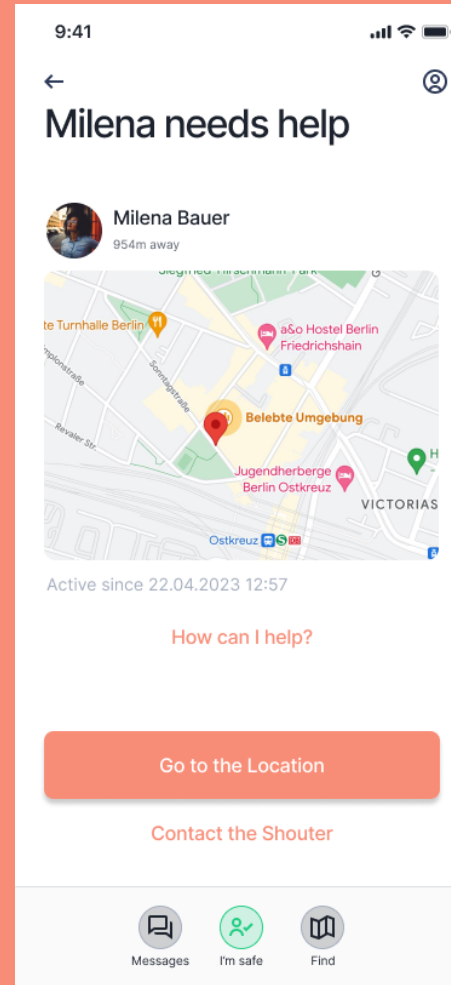 9:41
Milena needs help
Milena Bauer
954m away
Siegfried-Hirschmann-Park
te Turnhalle Berlin
a&o Hostel Berlin
Friedrichshain
Simplonstraße
Sonntagstraße
Belebte Umgebung
Revaler Str.
H
Jugendherberge
Berlin Ostkreuz
VICTORIAS
Ostkreuz
Active since 22.04.2023 12:57
How can I help?
Go to the Location
Contact the Shouter
Messages
I'm safe
Find